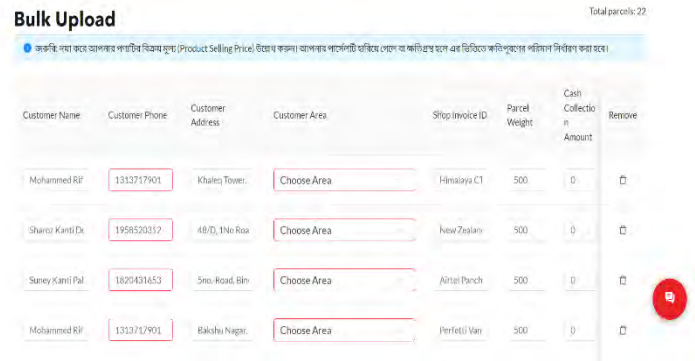 Bulk Upload
Total parcels: 22
জরুরি: দয়া করে আপনার পণ্যটির বিক্রয় মূল্য (Product Selling Price) উল্লেখ করুন। আপনার পার্সেলটি হারিয়ে গেলে বা ক্ষতিগ্রস্থ হলে এর ভিত্তিতে ক্ষতিপূরণের পরিমাণ নির্ধারণ করা হবে।
Customer Name Customer Phone Customer Address Customer Area Shop Invoice ID Parcel Weight Cash Collectio n Amount Remove
Mohammed Rif 1313717901 Khaleq Tower, Choose Area Himalaya CT 500 0
Sharoz Kanti De 1958520312 48/D, 1No Roa Choose Area New Zealan 500 0
Suney Kanti Pal 1820431653 5no.-Road, Bin Choose Area Airtel Panch 500 0
Mohammed Rif 1313717901 Bakshu Nagar, Choose Area Perfetti Van 500 0